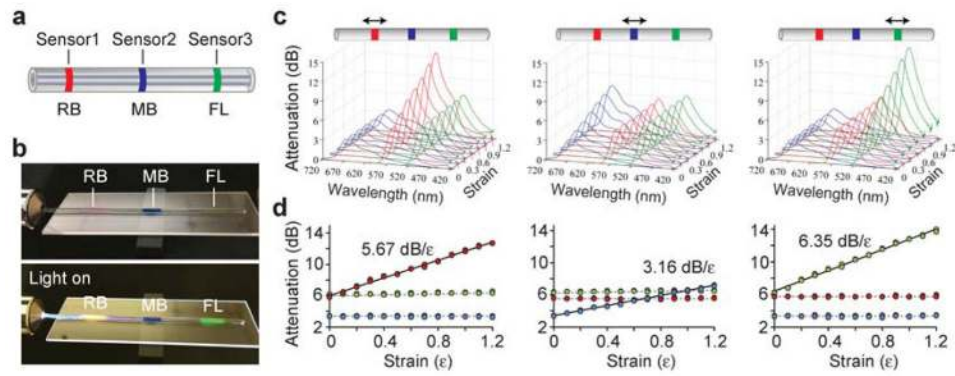 a
Sensor1 Sensor2 Sensor3
RB MB FL
b
RB MB FL
Light on
RB MB FL
c
Attenuation (dB)
15
12
9
6
3
0
720 670 620 570 520 470 420
Wavelength (nm)
0 0.3 0.6 0.9 1.2
Strain
15
12
9
6
3
0
720 670 620 570 520 470 420
Wavelength (nm)
0 0.3 0.6 0.9 1.2
Strain
15
12
9
6
3
0
720 670 620 570 520 470 420
Wavelength (nm)
0 0.3 0.6 0.9 1.2
Strain
d
Attenuation (dB)
14
10
6
2
5.67 dB/ε
0 0.4 0.8 1.2
Strain (ε)
14
10
6
2
3.16 dB/ε
0 0.4 0.8 1.2
Strain (ε)
14
10
6
2
6.35 dB/ε
0 0.4 0.8 1.2
Strain (ε)